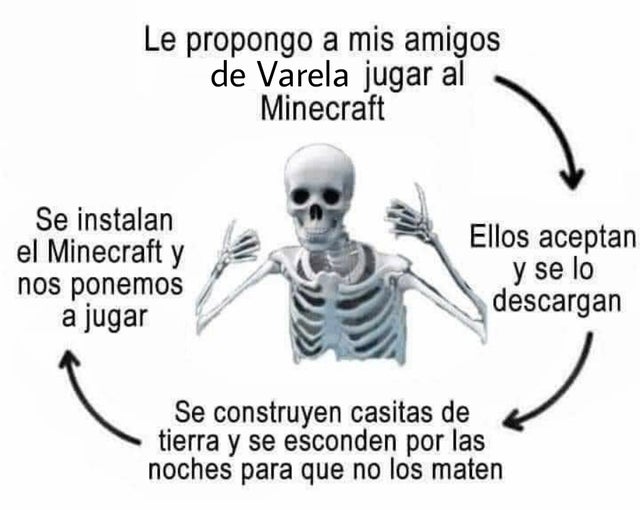 Le propongo a mis amigos
de Varela jugar al
Minecraft
Ellos aceptan
y se lo
descargan
Se construyen casitas de
tierra y se esconden por las
noches para que no los maten
Se instalan
el Minecraft y
nos ponemos
a jugar